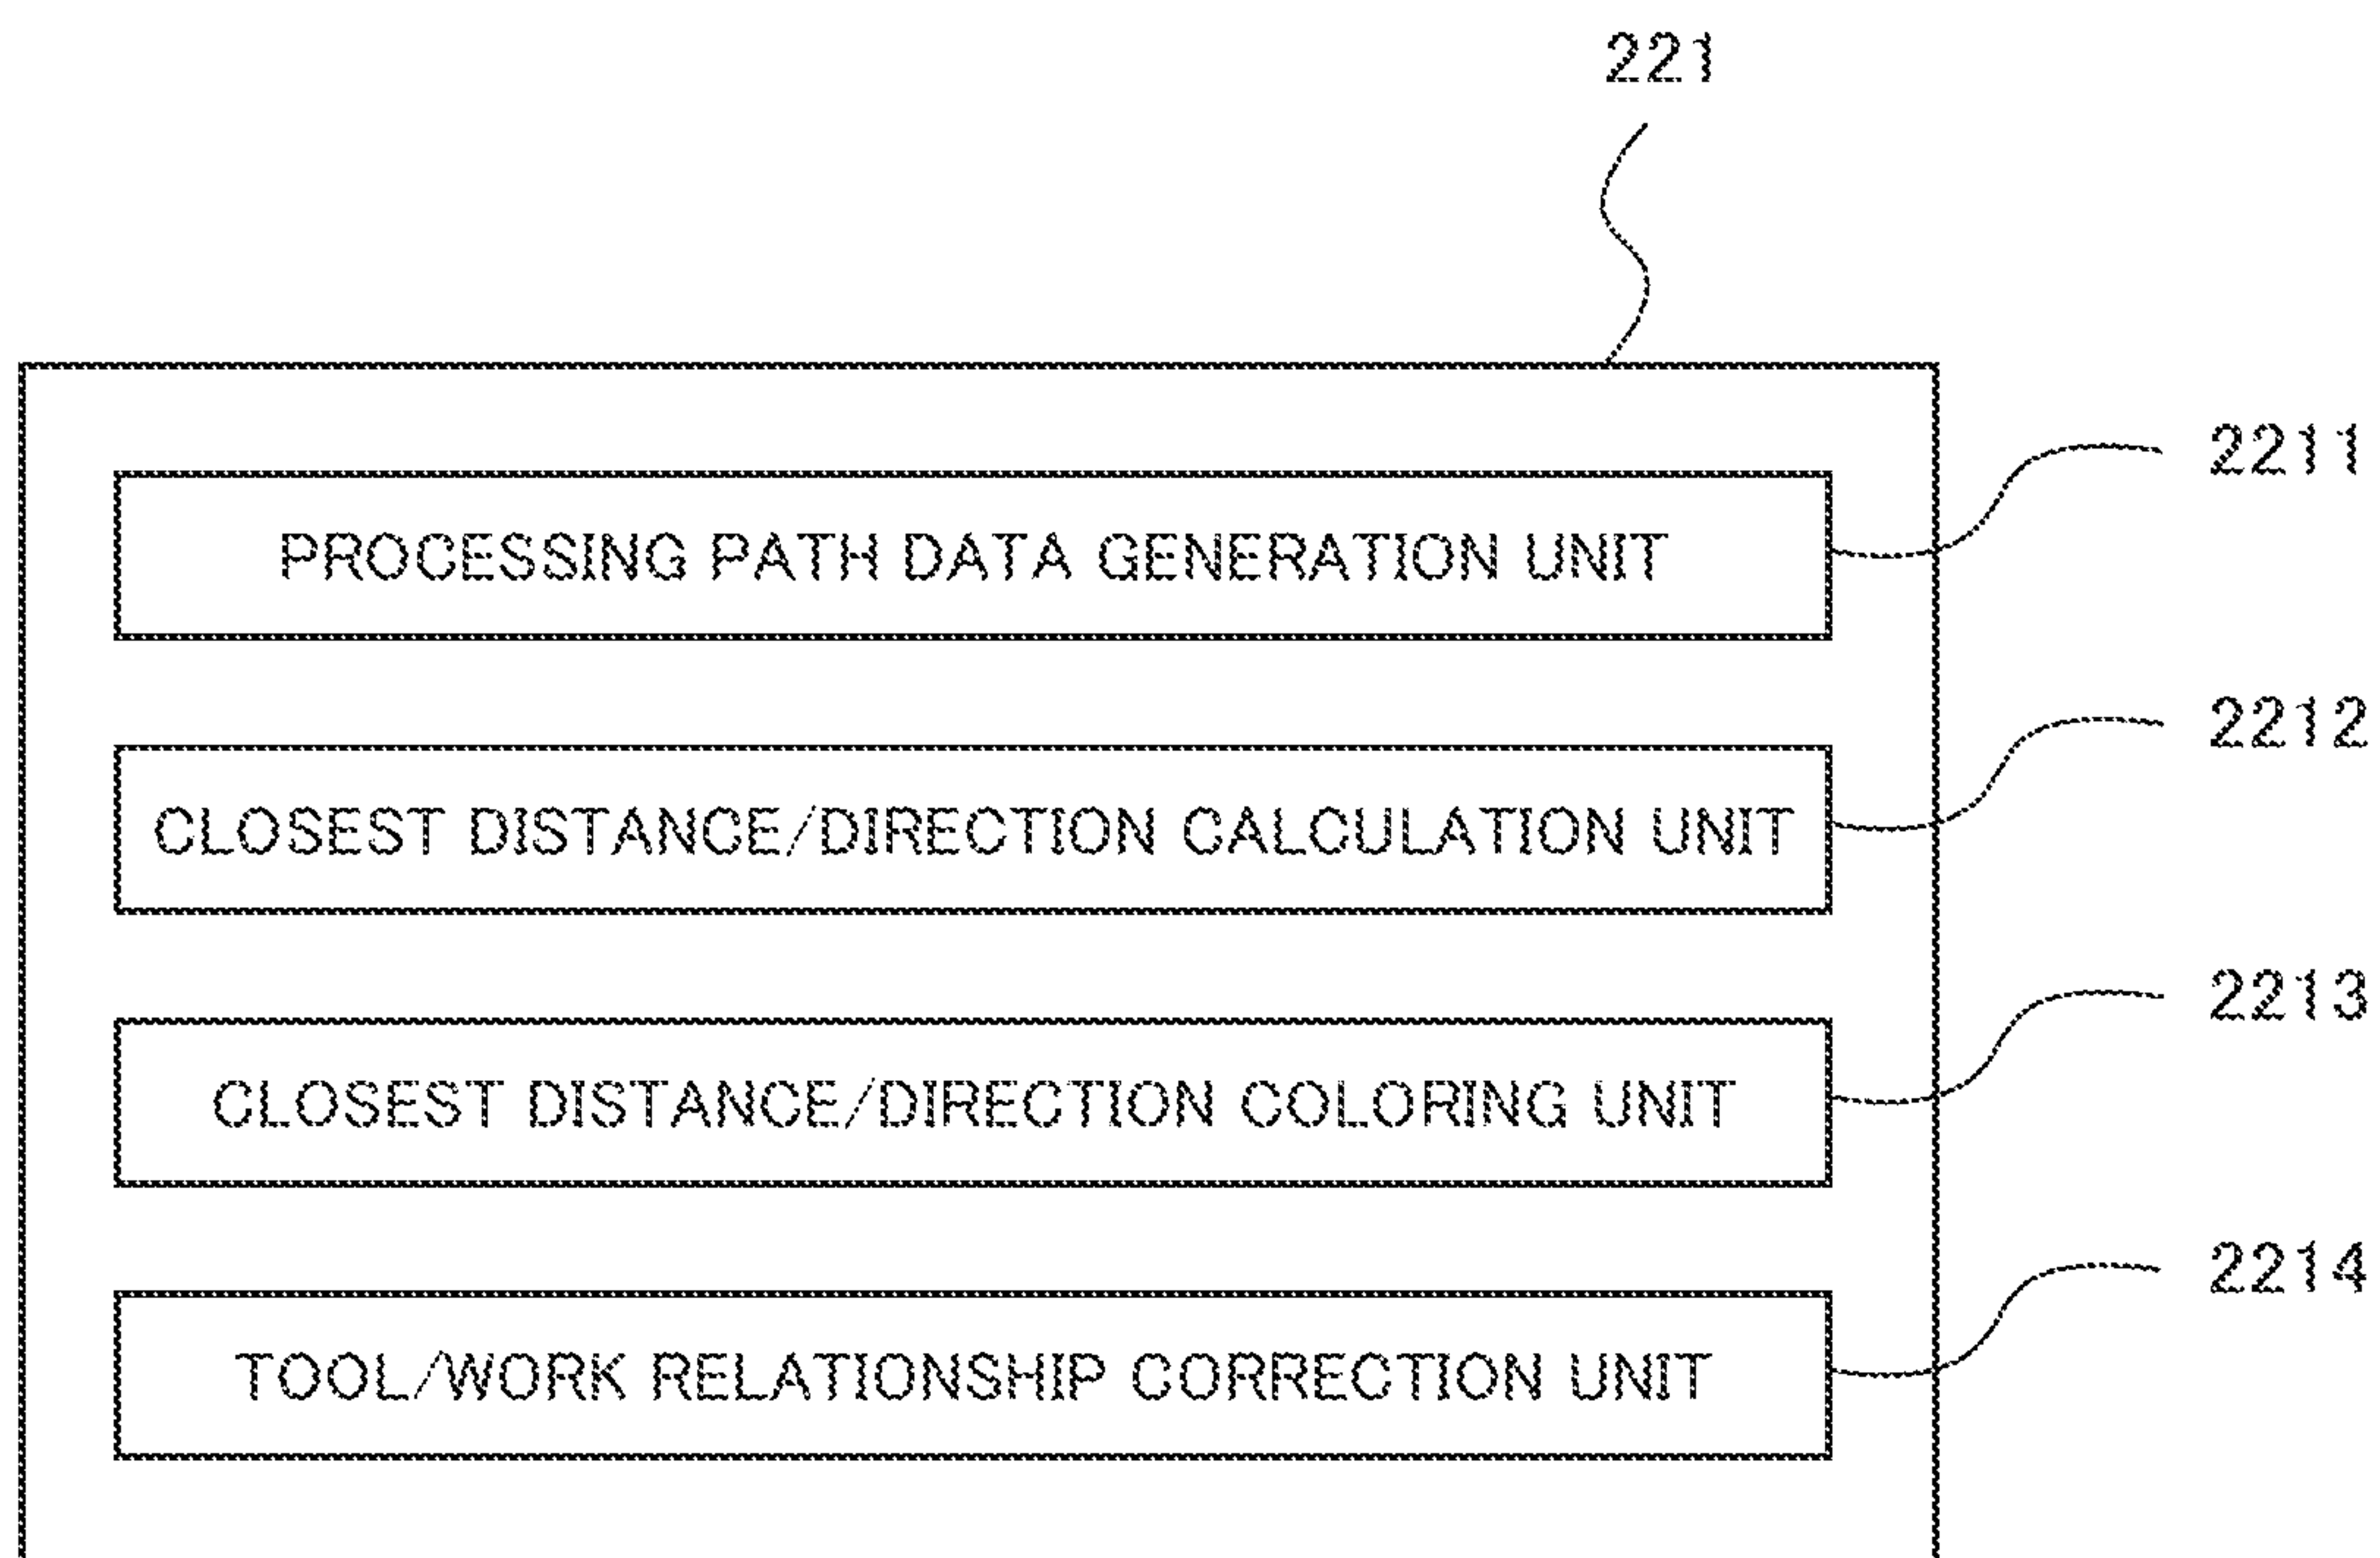 221
PROCESSING PATH DATA GENERATION UNIT
2211
CLOSEST DISTANCE/DIRECTION CALCULATION UNIT
2212
CLOSEST DISTANCE/DIRECTION COLORING UNIT
2213
TOOL/WORK RELATIONSHIP CORRECTION UNIT
2214